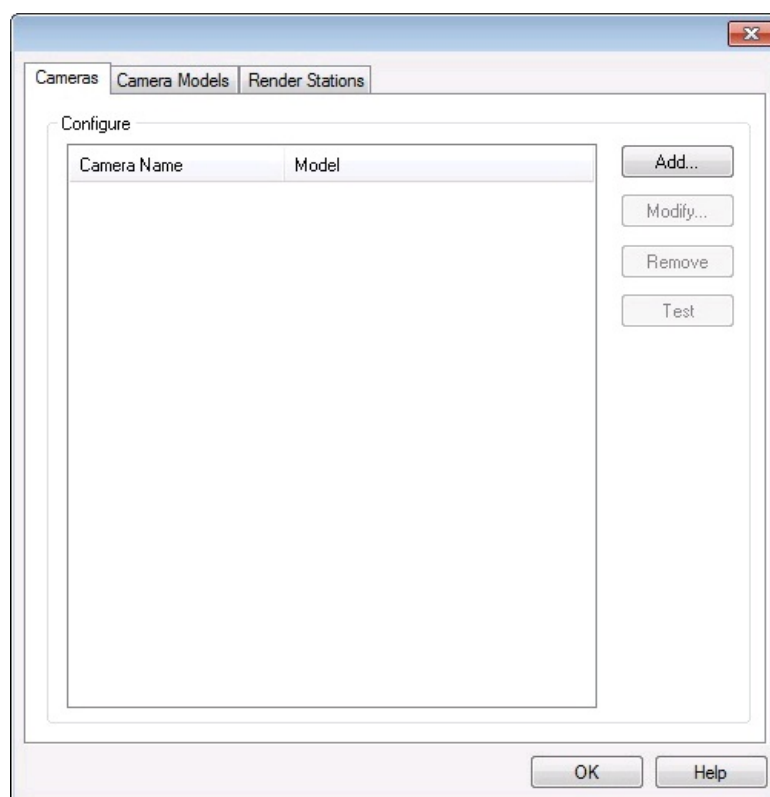 Cameras Camera Models Render Stations
Configure
Camera Name Model
Add...
Modify...
Remove
Test
OK Help